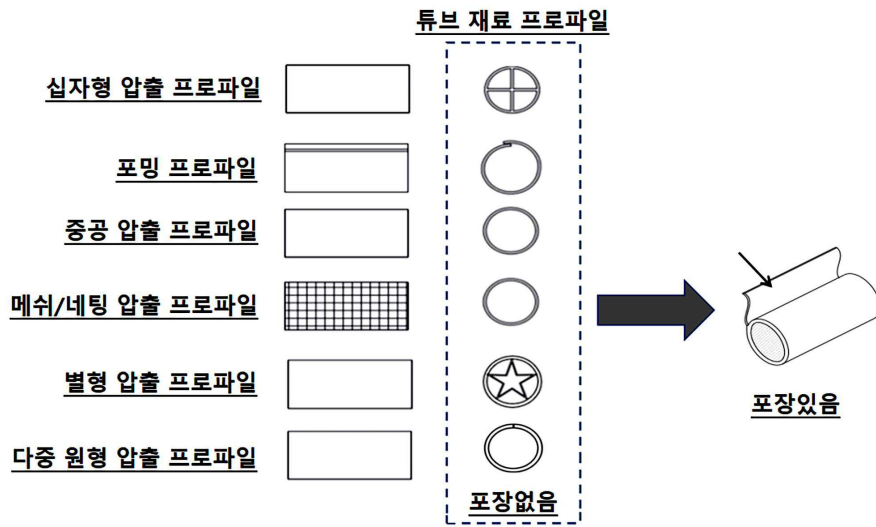 튜브 재료 프로파일
십자형 압출 프로파일
포밍 프로파일
중공 압출 프로파일
메쉬/네팅 압출 프로파일
별형 압출 프로파일
다중 원형 압출 프로파일
포장없음
포장있음